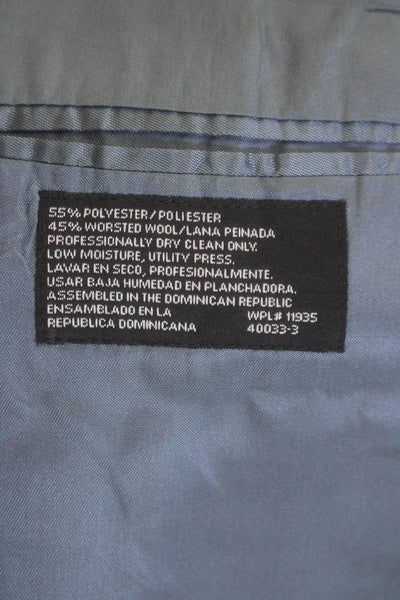 55% POLYESTER/POLIESTER
45% WORSTED WOOL/LANA PEINADA
PROFESSIONALLY DRY CLEAN ONLY.
LOW MOISTURE, UTILITY PRESS.
LAVAR EN SECO, PROFESIONALMENTE.
USAR BAJA HUMEDAD EN PLANCHADORA.
ASSEMBLED IN THE DOMINICAN REPUBLIC
ENSAMBLADO EN LA WPL# 11935
REPUBLICA DOMINICANA 40033-3